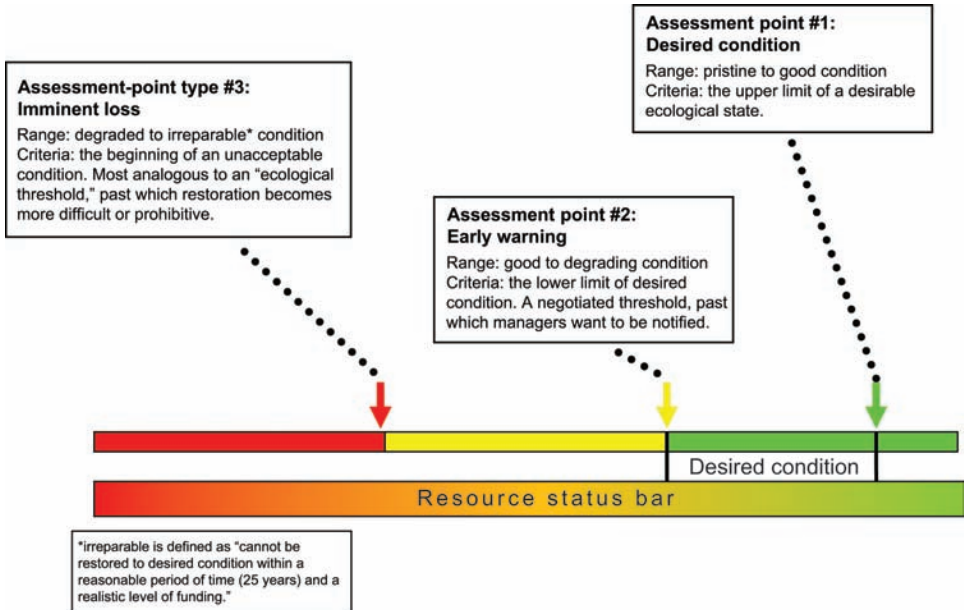 Assessment point #1:
Desired condition
Range: pristine to good condition
Criteria: the upper limit of a desirable
ecological state.
Assessment-point type #3:
Imminent loss
Range: degraded to irreparable* condition
Criteria: the beginning of an unacceptable
condition. Most analogous to an “ecological
threshold,” past which restoration becomes
more difficult or prohibitive.
Assessment point #2:
Early warning
Range: good to degrading condition
Criteria: the lower limit of desired
condition. A negotiated threshold, past
which managers want to be notified.
Desired condition
Resource status bar
*irreparable is defined as “cannot be
restored to desired condition within a
reasonable period of time (25 years) and a
realistic level of funding.”